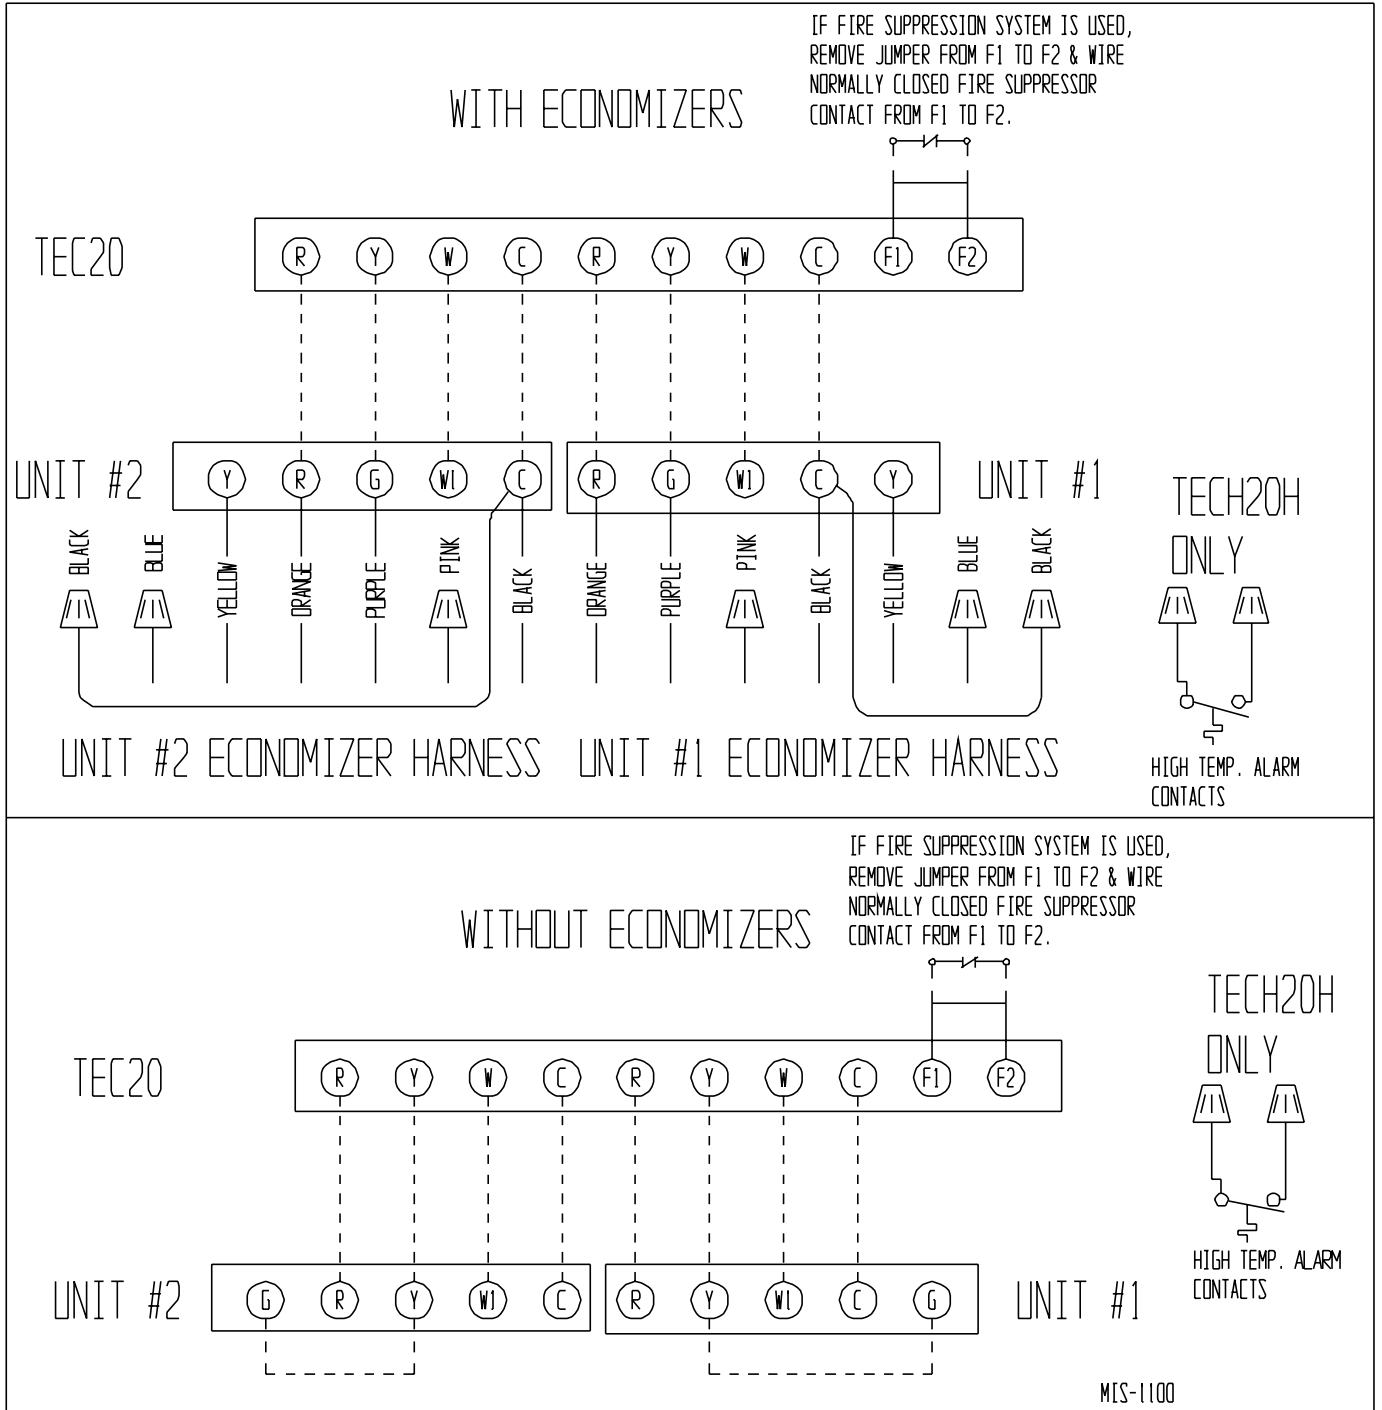 IF FIRE SUPPRESSION SYSTEM IS USED,
REMOVE JUMPER FROM F1 TO F2 & WIRE
NORMALLY CLOSED FIRE SUPPRESSOR
CONTACT FROM F1 TO F2.
WITH ECONOMIZERS
TEC20
R Y W C R Y W C F1 F2
UNIT #2
Y R G W1 C
R G W1 C Y
UNIT #1
BLACK
BLUE
YELLOW
ORANGE
PURPLE
PINK
BLACK
ORANGE
PURPLE
PINK
BLACK
YELLOW
BLUE
BLACK
TECH20H
ONLY
UNIT #2 ECONOMIZER HARNESS
UNIT #1 ECONOMIZER HARNESS
HIGH TEMP. ALARM
CONTACTS
IF FIRE SUPPRESSION SYSTEM IS USED,
REMOVE JUMPER FROM F1 TO F2 & WIRE
NORMALLY CLOSED FIRE SUPPRESSOR
CONTACT FROM F1 TO F2.
WITHOUT ECONOMIZERS
TECH20H
ONLY
TEC20
R Y W C R Y W C F1 F2
HIGH TEMP. ALARM
CONTACTS
UNIT #2
G R Y W1 C
R Y W1 C G
UNIT #1
MIS-1100